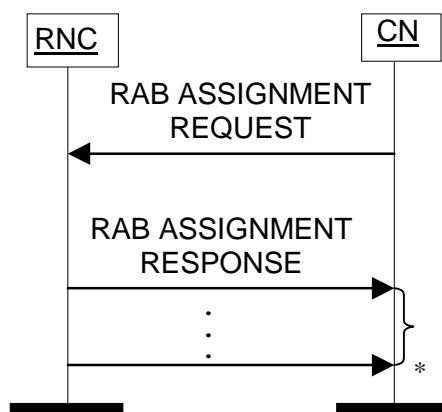 RNC
CN
RAB ASSIGNMENT
REQUEST
RAB ASSIGNMENT
RESPONSE
*